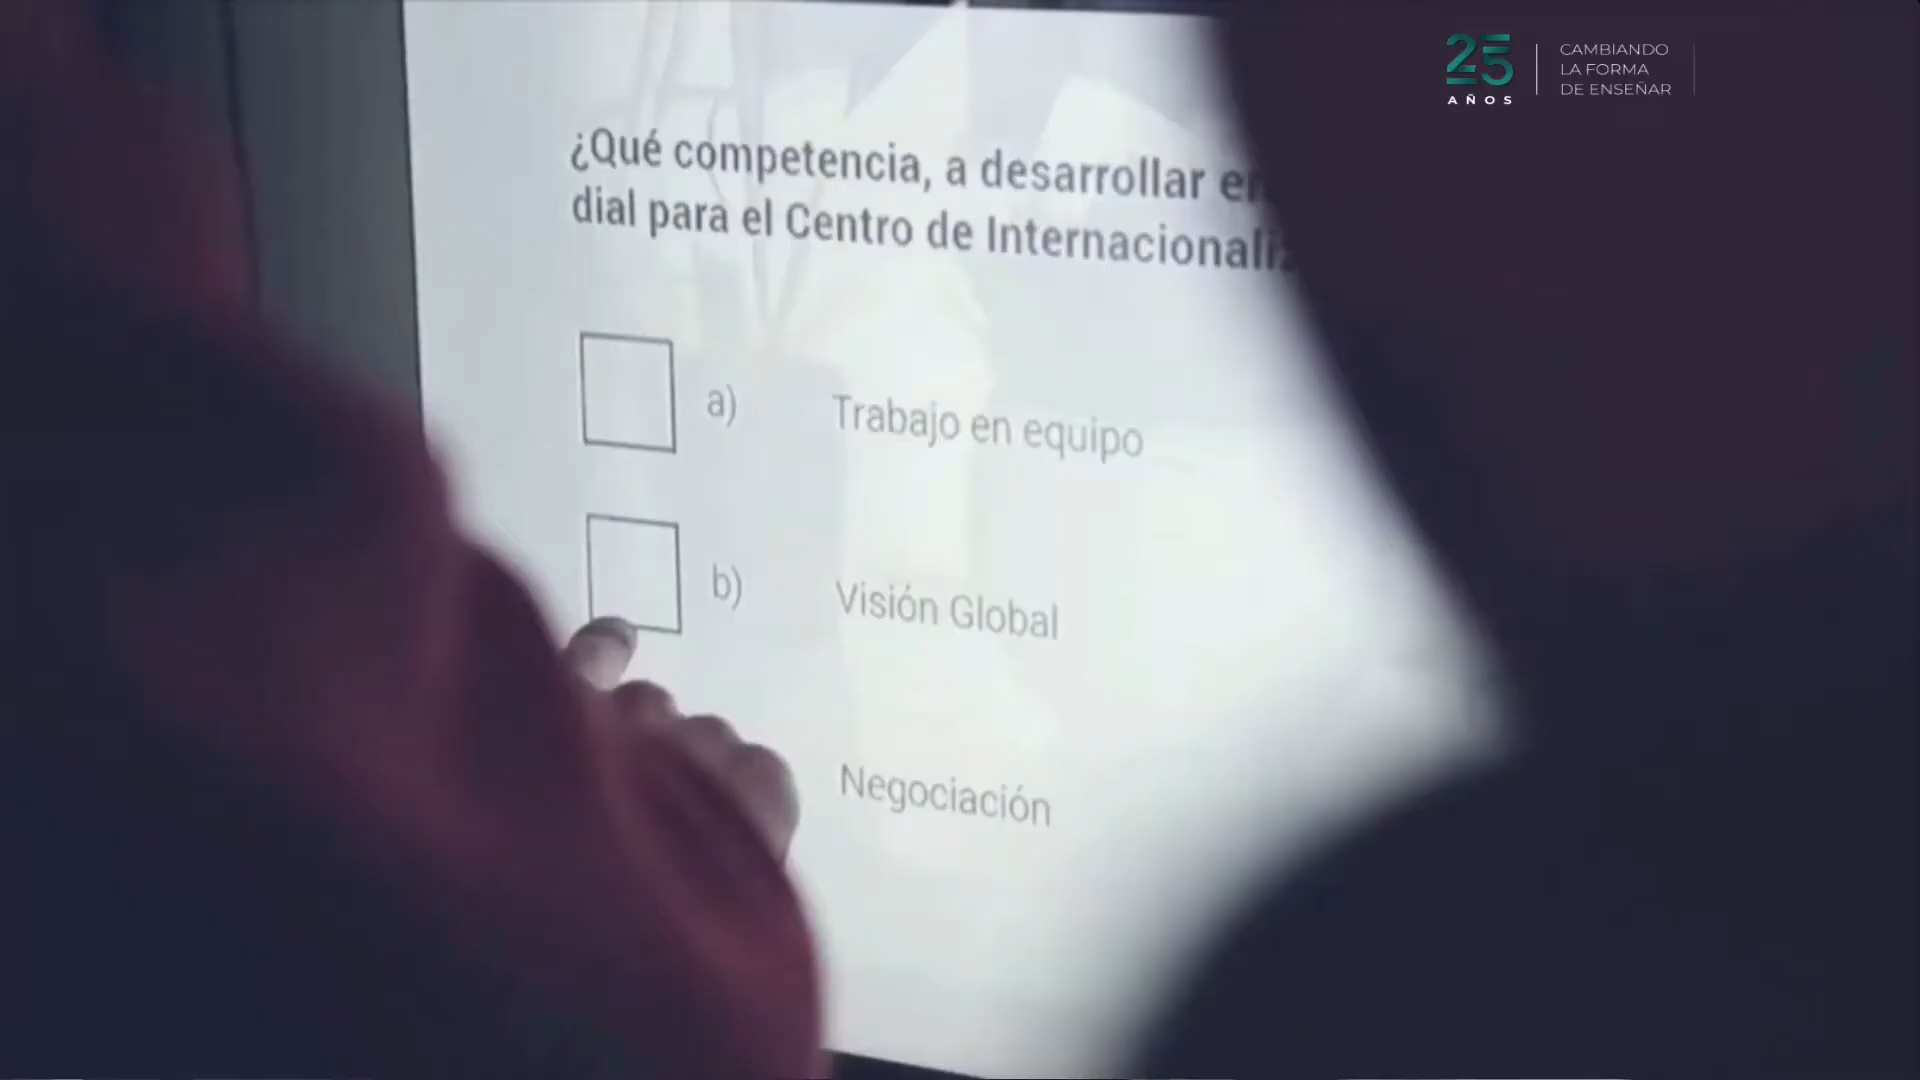 ¿Qué competencia, a desarrollar
dial para el Centro de
a) Trabajo en equipo
b) Visión Global
Negociación
25
AÑOS
CAMBIANDO
LA FORMA
DE ENSEÑAR